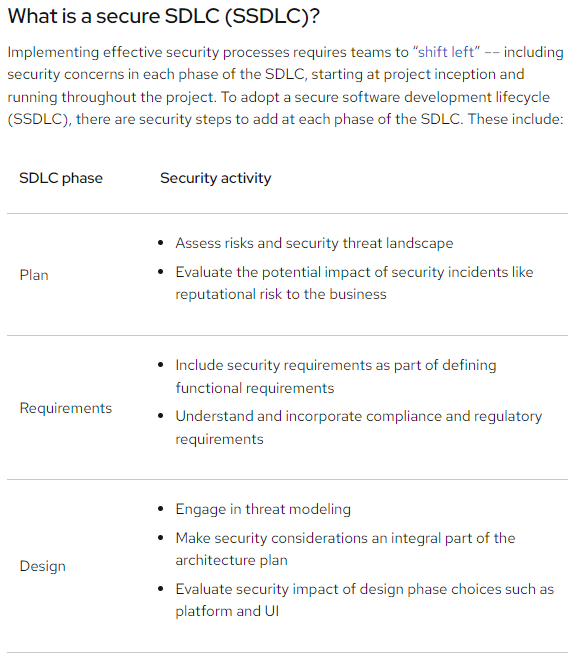 What is a secure SDLC (SSDLC)?
Implementing effective security processes requires teams to “shift left” –– including
security concerns in each phase of the SDLC, starting at project inception and
running throughout the project. To adopt a secure software development lifecycle
(SSDLC), there are security steps to add at each phase of the SDLC. These include:
SDLC phase
Security activity
Plan
• Assess risks and security threat landscape
• Evaluate the potential impact of security incidents like
reputational risk to the business
Requirements
• Include security requirements as part of defining
functional requirements
• Understand and incorporate compliance and regulatory
requirements
Design
• Engage in threat modeling
• Make security considerations an integral part of the
architecture plan
• Evaluate security impact of design phase choices such as
platform and UI